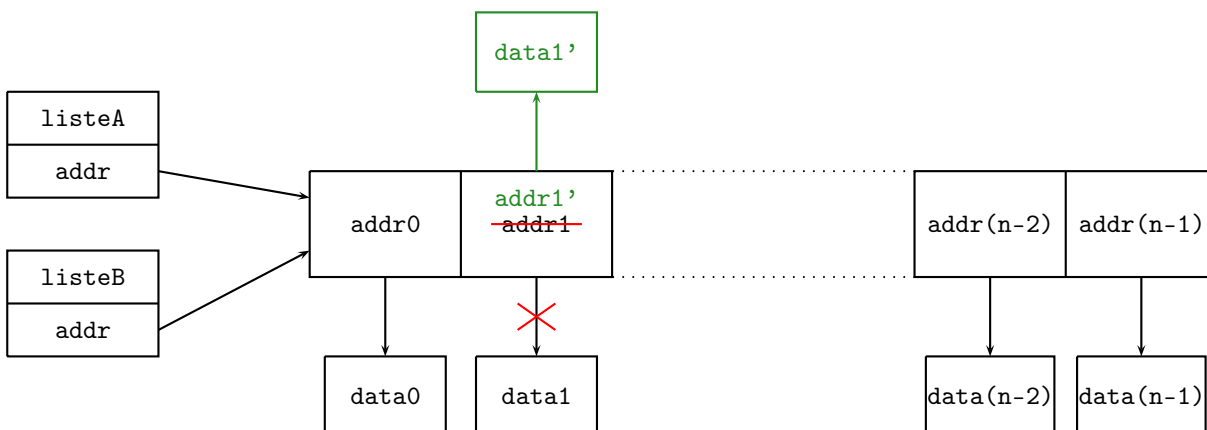 data1’
listeA
addr
addr1’
addr0
addr1
addr(n-2)
addr(n-1)
listeB
addr
data0
data1
data(n-2)
data(n-1)